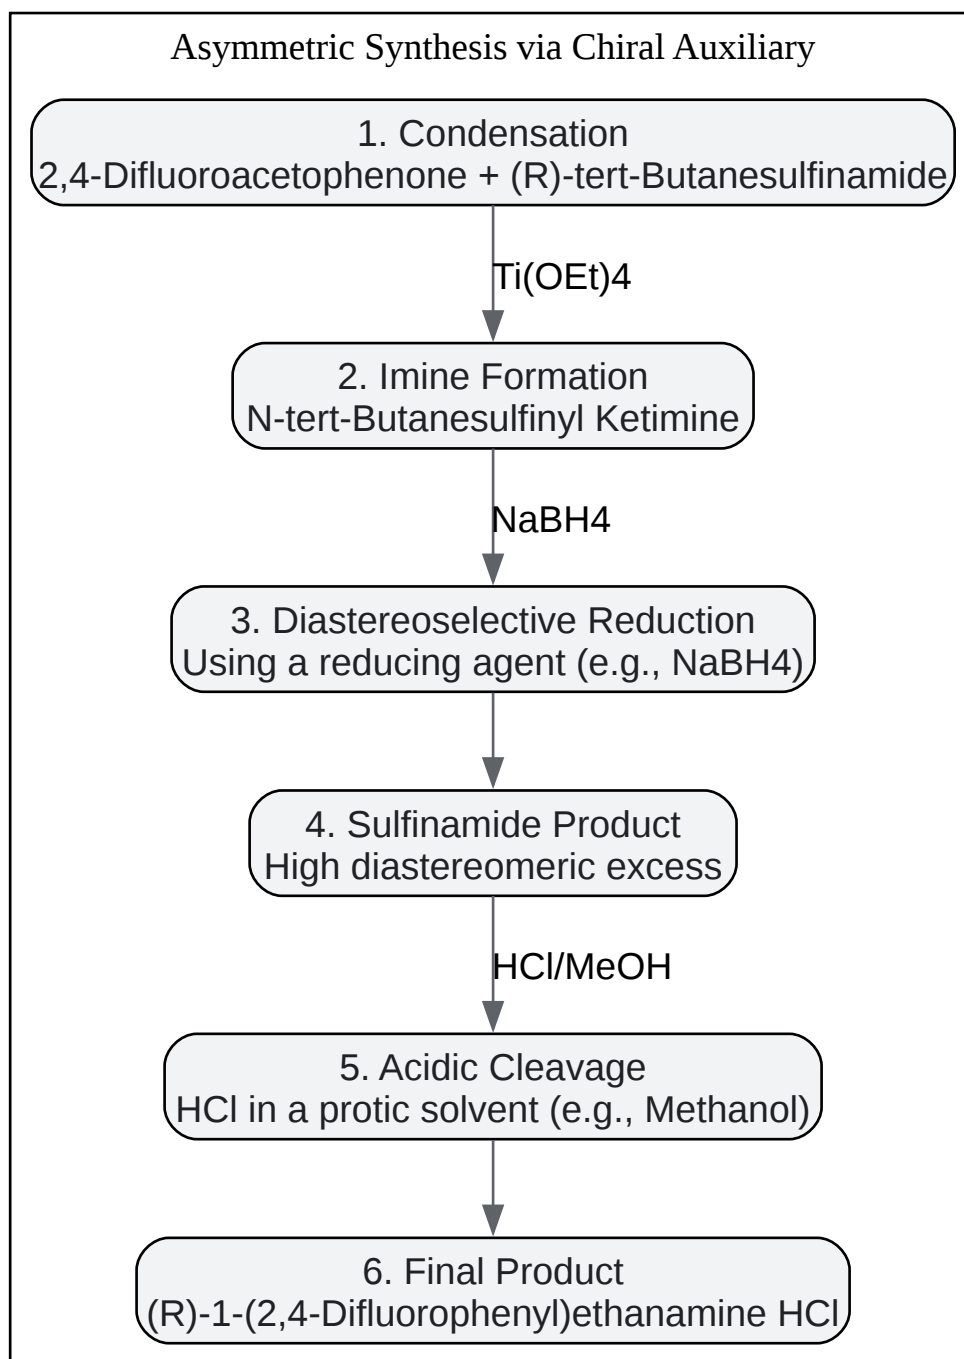 Asymmetric Synthesis via Chiral Auxiliary
1. Condensation
2,4-Difluoroacetophenone + (R)-tert-Butanesulfinamide
Ti(OEt)4
2. Imine Formation
N-tert-Butanesulfinyl Ketimine
NaBH4
3. Diastereoselective Reduction
Using a reducing agent (e.g., NaBH4)
4. Sulfinamide Product
High diastereomeric excess
HCl/MeOH
5. Acidic Cleavage
HCl in a protic solvent (e.g., Methanol)
6. Final Product
(R)-1-(2,4-Difluorophenyl)ethanamine HCl